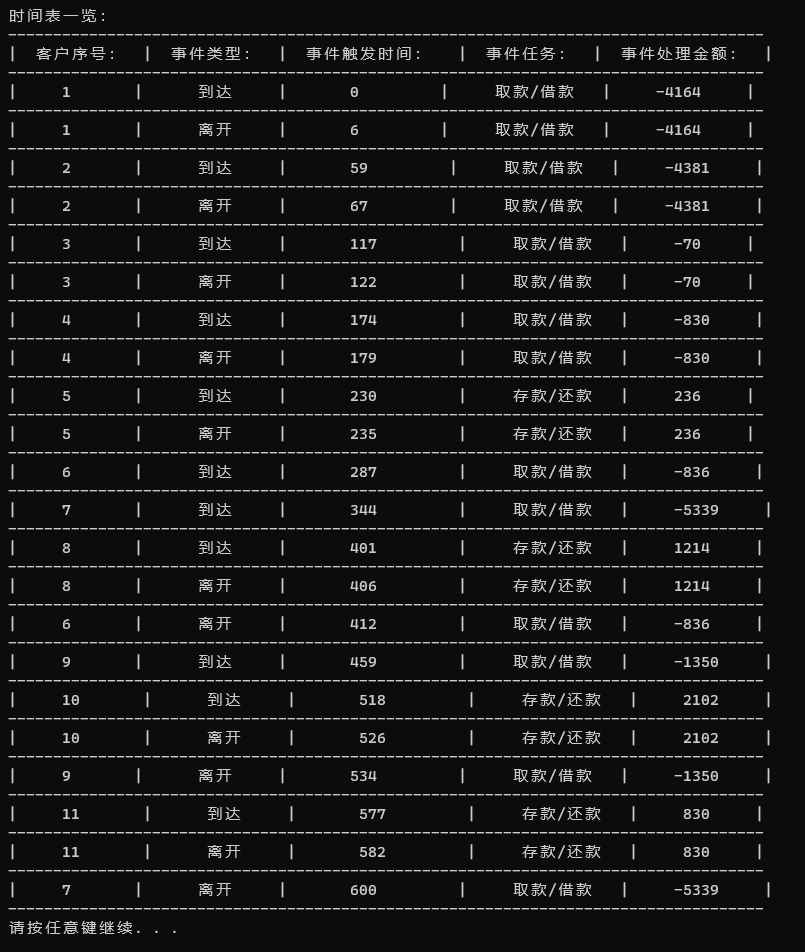 时间表一览:
| 客户序号: | 事件类型: | 事件触发时间: | 事件任务: | 事件处理金额: |
| 1 | 到达 | 0 | 取款/借款 | -4164 |
| 1 | 离开 | 6 | 取款/借款 | -4164 |
| 2 | 到达 | 59 | 取款/借款 | -4381 |
| 2 | 离开 | 67 | 取款/借款 | -4381 |
| 3 | 到达 | 117 | 取款/借款 | -70 |
| 3 | 离开 | 122 | 取款/借款 | -70 |
| 4 | 到达 | 174 | 取款/借款 | -830 |
| 4 | 离开 | 179 | 取款/借款 | -830 |
| 5 | 到达 | 230 | 存款/还款 | 236 |
| 5 | 离开 | 235 | 存款/还款 | 236 |
| 6 | 到达 | 287 | 取款/借款 | -836 |
| 7 | 到达 | 344 | 取款/借款 | -5339 |
| 8 | 到达 | 401 | 存款/还款 | 1214 |
| 8 | 离开 | 406 | 存款/还款 | 1214 |
| 6 | 离开 | 412 | 取款/借款 | -836 |
| 9 | 到达 | 459 | 取款/借款 | -1350 |
| 10 | 到达 | 518 | 存款/还款 | 2102 |
| 10 | 离开 | 526 | 存款/还款 | 2102 |
| 9 | 离开 | 534 | 取款/借款 | -1350 |
| 11 | 到达 | 577 | 存款/还款 | 830 |
| 11 | 离开 | 582 | 存款/还款 | 830 |
| 7 | 离开 | 600 | 取款/借款 | -5339 |
请按任意键继续. . .